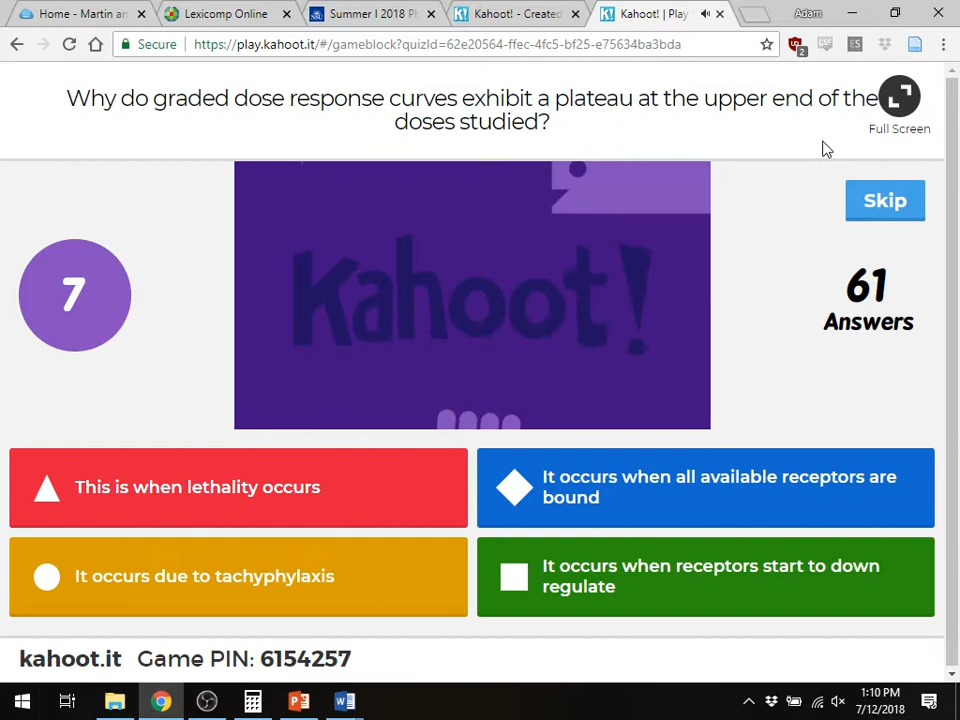 Home - Martin an
Lexicomp Online
Summer I 2018 Ph
Kahoot! - Created
Kahoot! | Play
Adam
Secure
https://play.kahoot.it/#/gameblock?quizId=62e20564-ffec-4fc5-bf25-e75634ba3bda
2
ES
Why do graded dose response curves exhibit a plateau at the upper end of the
doses studied?
Full Screen
Skip
7
Kahoot!
61
Answers
This is when lethality occurs
It occurs when all available receptors are
bound
It occurs due to tachyphylaxis
It occurs when receptors start to down
regulate
kahoot.it Game PIN: 6154257
1:10 PM
7/12/2018